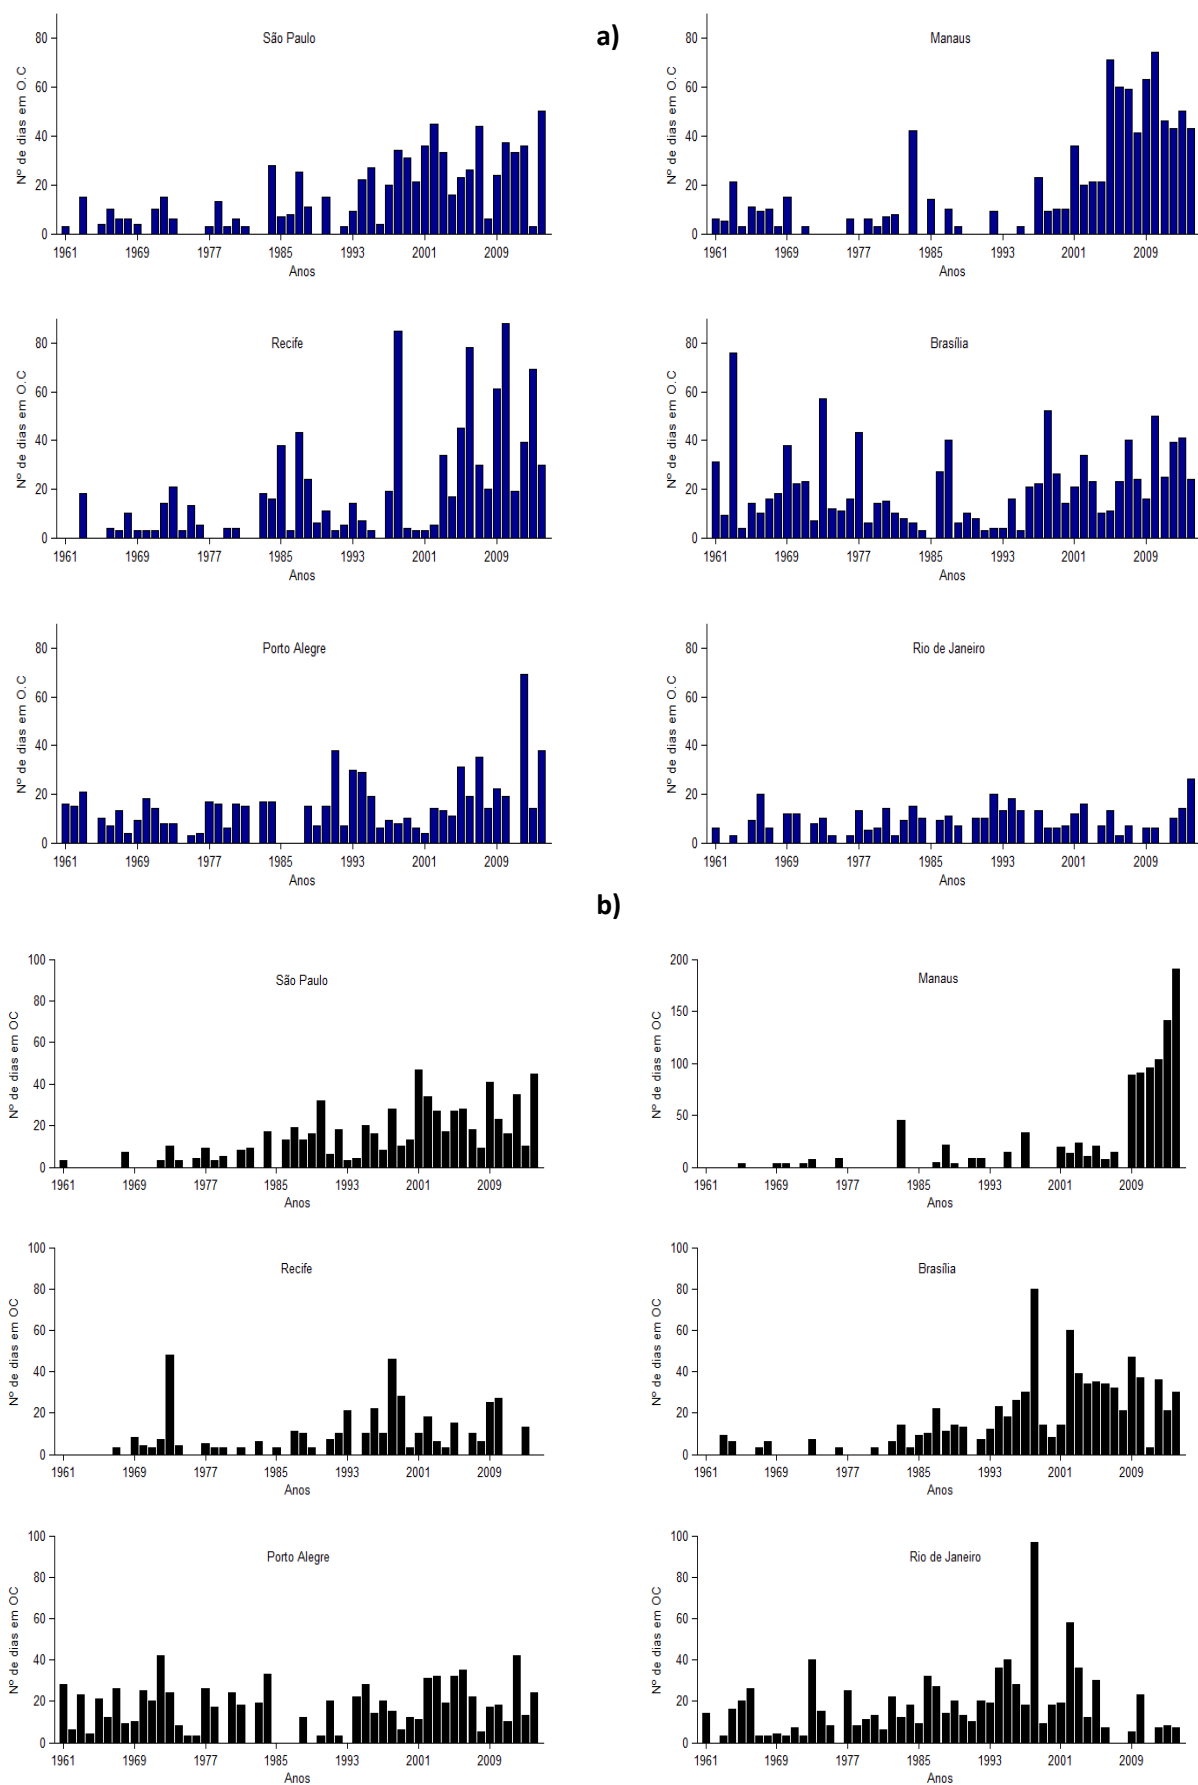 a)
São Paulo
Nº de dias em O.C
80
60
40
20
0
1961 1969 1977 1985 1993 2001 2009
Anos
Manaus
Nº de dias em O.C
80
60
40
20
0
1961 1969 1977 1985 1993 2001 2009
Anos
Recife
Nº de dias em O.C
80
60
40
20
0
1961 1969 1977 1985 1993 2001 2009
Anos
Brasília
Nº de dias em O.C
80
60
40
20
0
1961 1969 1977 1985 1993 2001 2009
Anos
Porto Alegre
Nº de dias em O.C
80
60
40
20
0
1961 1969 1977 1985 1993 2001 2009
Anos
Rio de Janeiro
Nº de dias em O.C
80
60
40
20
0
1961 1969 1977 1985 1993 2001 2009
Anos
b)
São Paulo
Nº de dias em OC
100
80
60
40
20
0
1961 1969 1977 1985 1993 2001 2009
Anos
Manaus
Nº de dias em OC
200
150
100
50
0
1961 1969 1977 1985 1993 2001 2009
Anos
Recife
Nº de dias em OC
100
80
60
40
20
0
1961 1969 1977 1985 1993 2001 2009
Anos
Brasília
Nº de dias em OC
100
80
60
40
20
0
1961 1969 1977 1985 1993 2001 2009
Anos
Porto Alegre
Nº de dias em OC
100
80
60
40
20
0
1961 1969 1977 1985 1993 2001 2009
Anos
Rio de Janeiro
Nº de dias em OC
100
80
60
40
20
0
1961 1969 1977 1985 1993 2001 2009
Anos